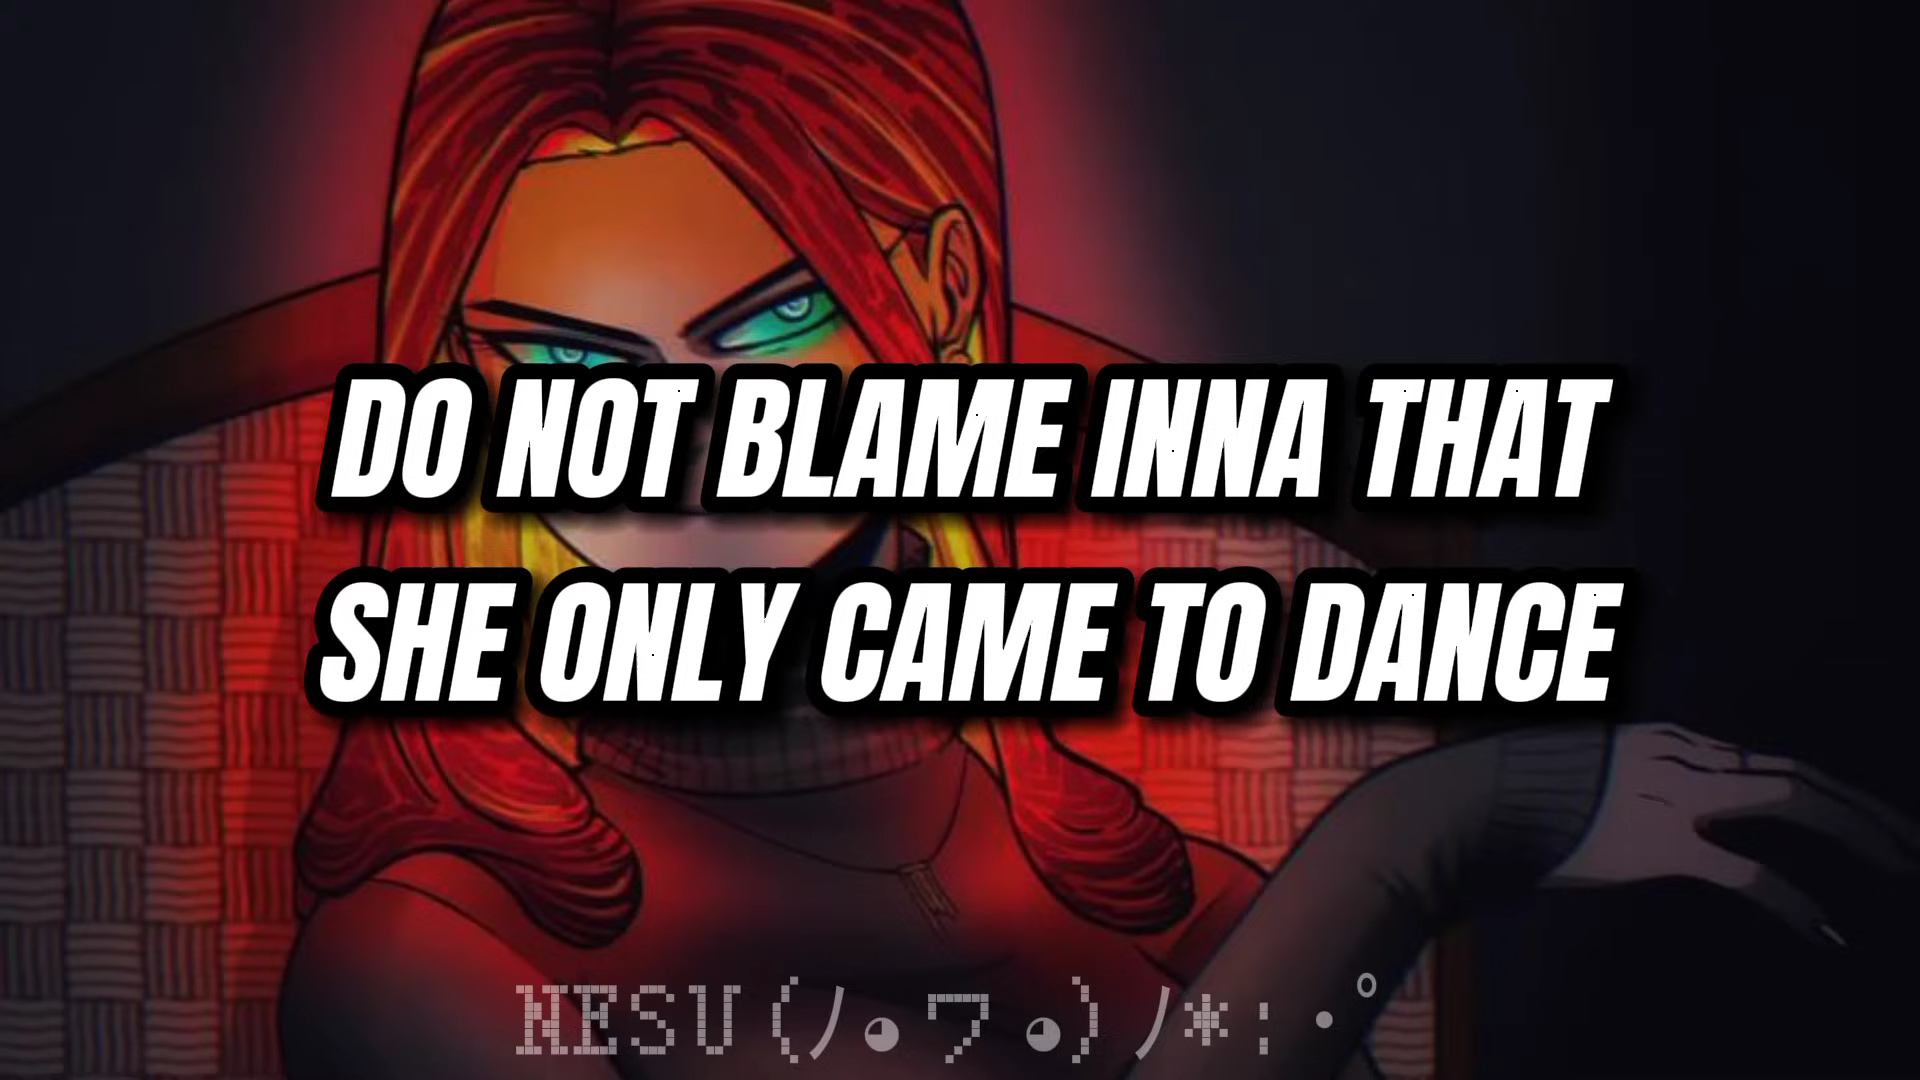 DO NOT BLAME INNA THAT
SHE ONLY CAME TO DANCE
NESU(ﾉ◕ヮ◕)ﾉ*:･ﾟ